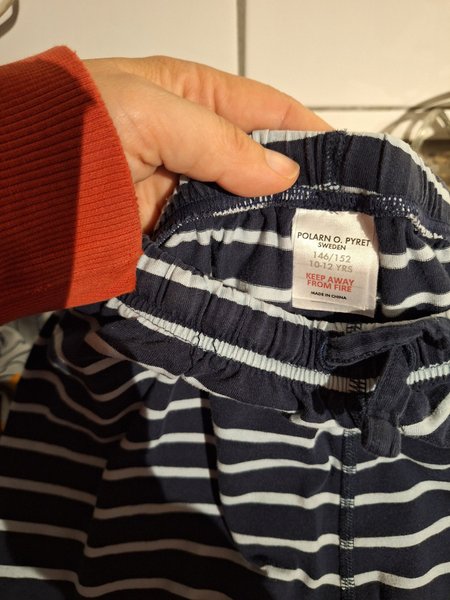 POLARN O. PYRET
SWEDEN
146/152
10-12 YRS
KEEP AWAY
FROM FIRE
MADE IN CHINA